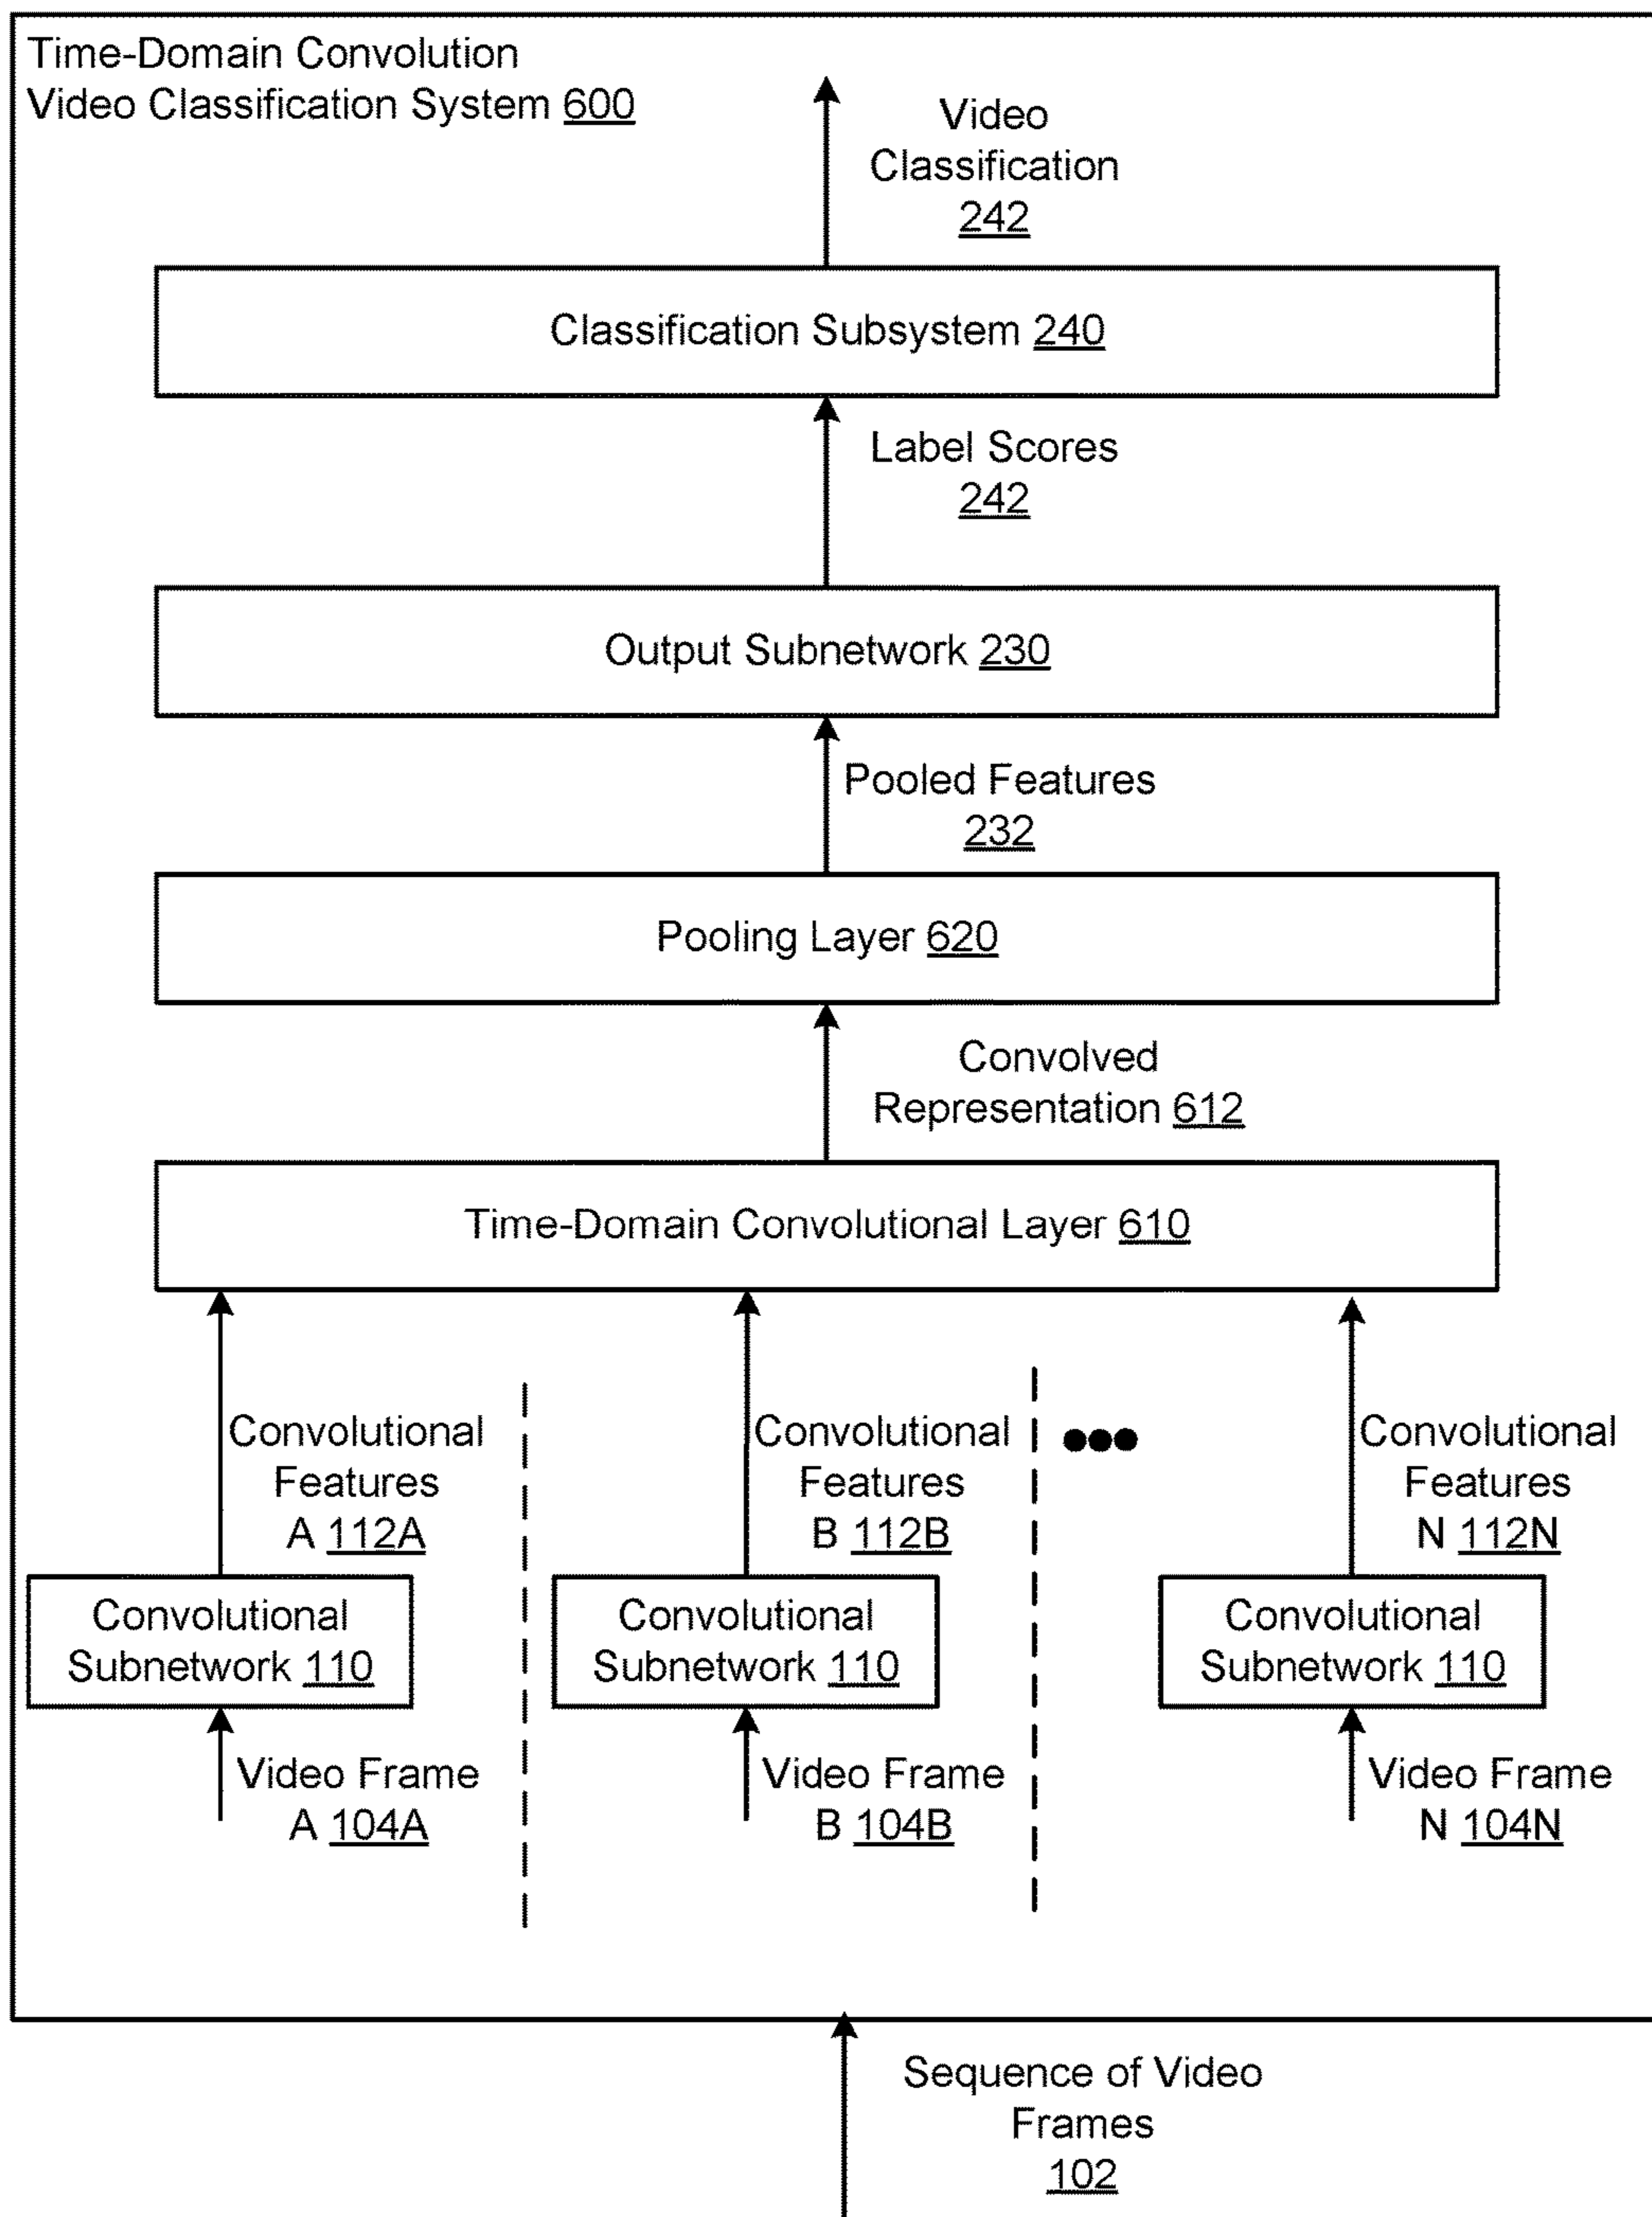 Time-Domain Convolution
Video Classification System 600
Video
Classification
242
Classification Subsystem 240
Label Scores
242
Output Subnetwork 230
Pooled Features
232
Pooling Layer 620
Convolved
Representation 612
Time-Domain Convolutional Layer 610
Convolutional
Features
A 112A
Convolutional
Features
B 112B
Convolutional
Features
N 112N
Convolutional
Subnetwork 110
Convolutional
Subnetwork 110
Convolutional
Subnetwork 110
Video Frame
A 104A
Video Frame
B 104B
Video Frame
N 104N
Sequence of Video
Frames
102